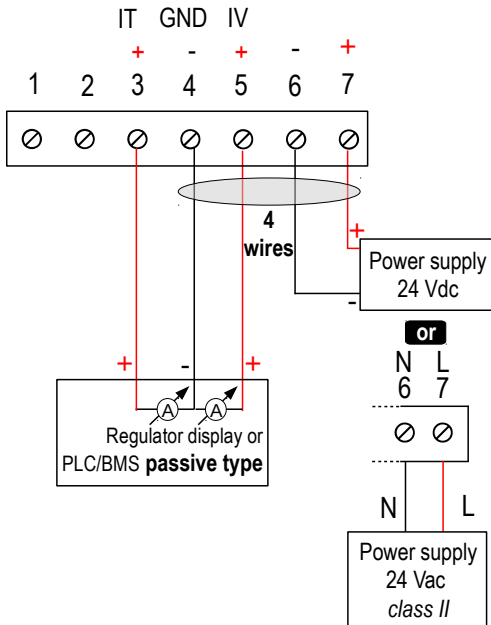 IT GND IV
+ - + - +
1 2 3 4 5 6 7
4
wires
+
-
Power supply
24 Vdc
or
N L
6 7
+ - +
A A
Regulator display or
PLC/BMS passive type
N L
Power supply
24 Vac
class II